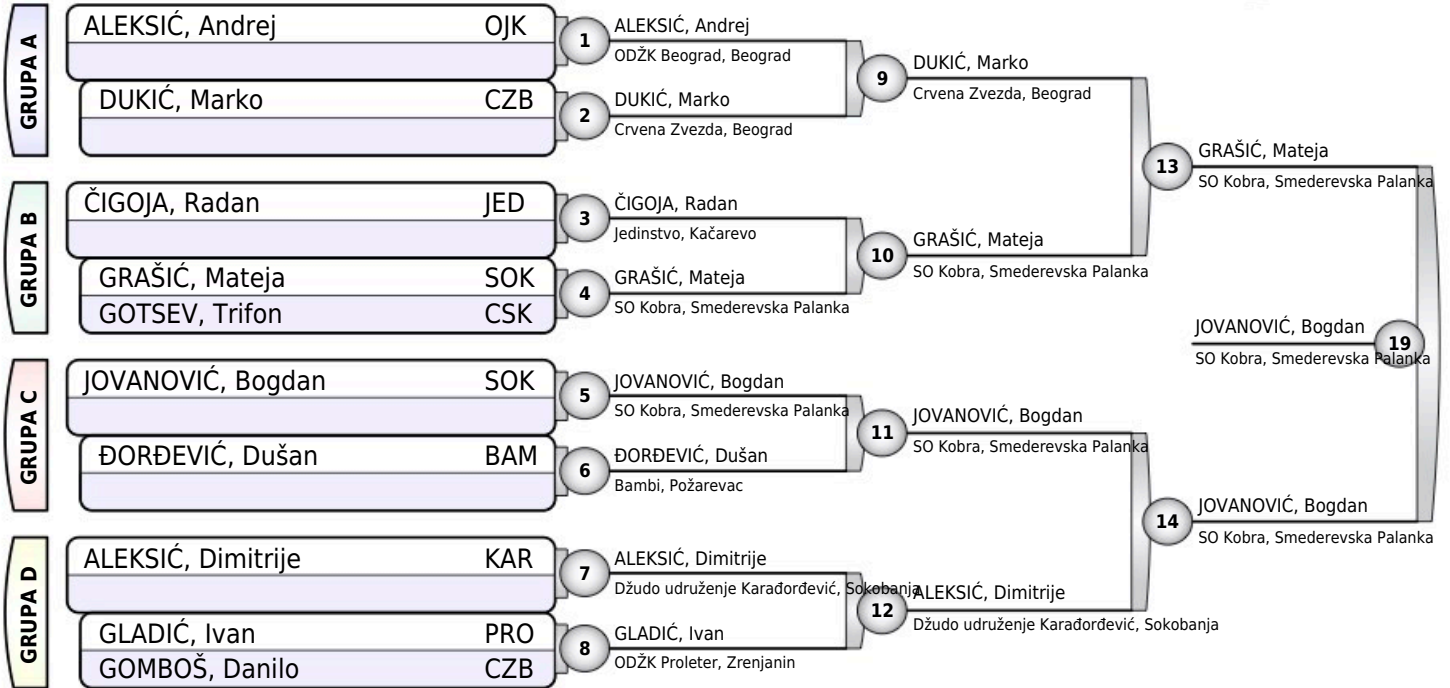 GRUPA A
ALEKSIĆ, Andrej OJK
DUKIĆ, Marko CZB
1
ALEKSIĆ, Andrej
ODŽK Beograd, Beograd
2
DUKIĆ, Marko
Crvena Zvezda, Beograd
9
DUKIĆ, Marko
Crvena Zvezda, Beograd
GRUPA B
ČIGOJA, Radan JED
GRAŠIĆ, Mateja SOK
GOTSEV, Trifon CSK
3
ČIGOJA, Radan
Jedinstvo, Kačarevo
4
GRAŠIĆ, Mateja
SO Kobra, Smederevska Palanka
10
GRAŠIĆ, Mateja
SO Kobra, Smederevska Palanka
13
GRAŠIĆ, Mateja
SO Kobra, Smederevska Palanka
GRUPA C
JOVANOVIĆ, Bogdan SOK
ĐORĐEVIĆ, Dušan BAM
5
JOVANOVIĆ, Bogdan
SO Kobra, Smederevska Palanka
6
ĐORĐEVIĆ, Dušan
Bambi, Požarevac
11
JOVANOVIĆ, Bogdan
SO Kobra, Smederevska Palanka
GRUPA D
ALEKSIĆ, Dimitrije KAR
GLADIĆ, Ivan PRO
GOMBOŠ, Danilo CZB
7
ALEKSIĆ, Dimitrije
Džudo udruženje Karađorđević, Sokobanja
8
GLADIĆ, Ivan
ODŽK Proleter, Zrenjanin
12
ALEKSIĆ, Dimitrije
Džudo udruženje Karađorđević, Sokobanja
14
JOVANOVIĆ, Bogdan
SO Kobra, Smederevska Palanka
JOVANOVIĆ, Bogdan
SO Kobra, Smederevska Palanka
19